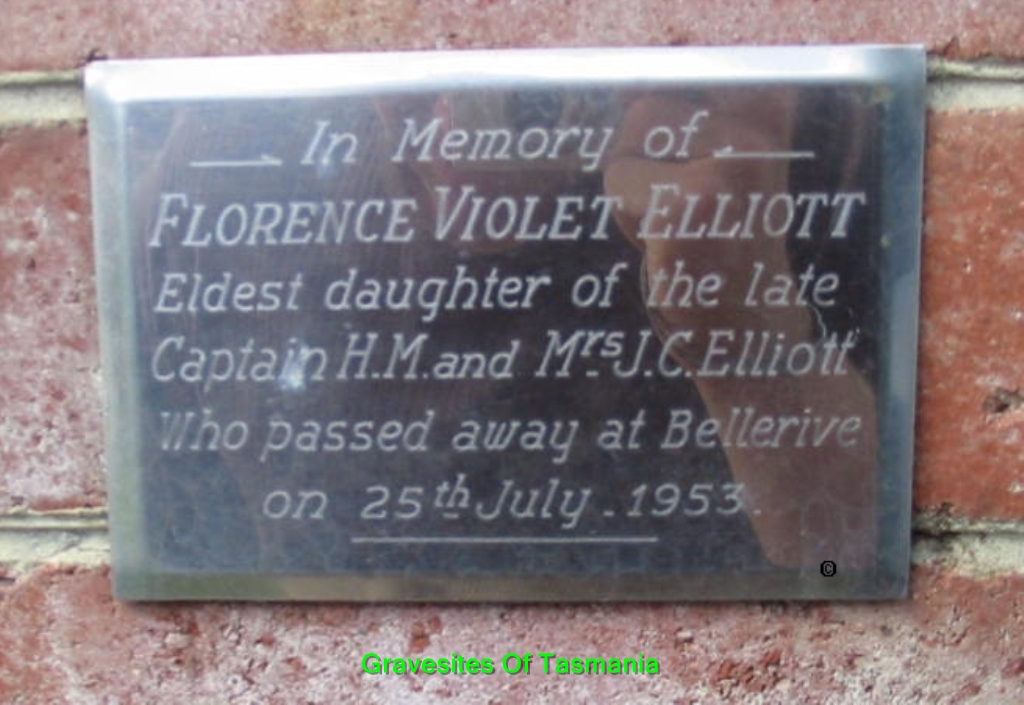 In Memory of
FLORENCE VIOLET ELLIOTT
Eldest daughter of the late
Captain H.M. and Mrs J.C. Elliott
Who passed away at Bellerive
on 25th July . 1953.
©
Gravesites Of Tasmania